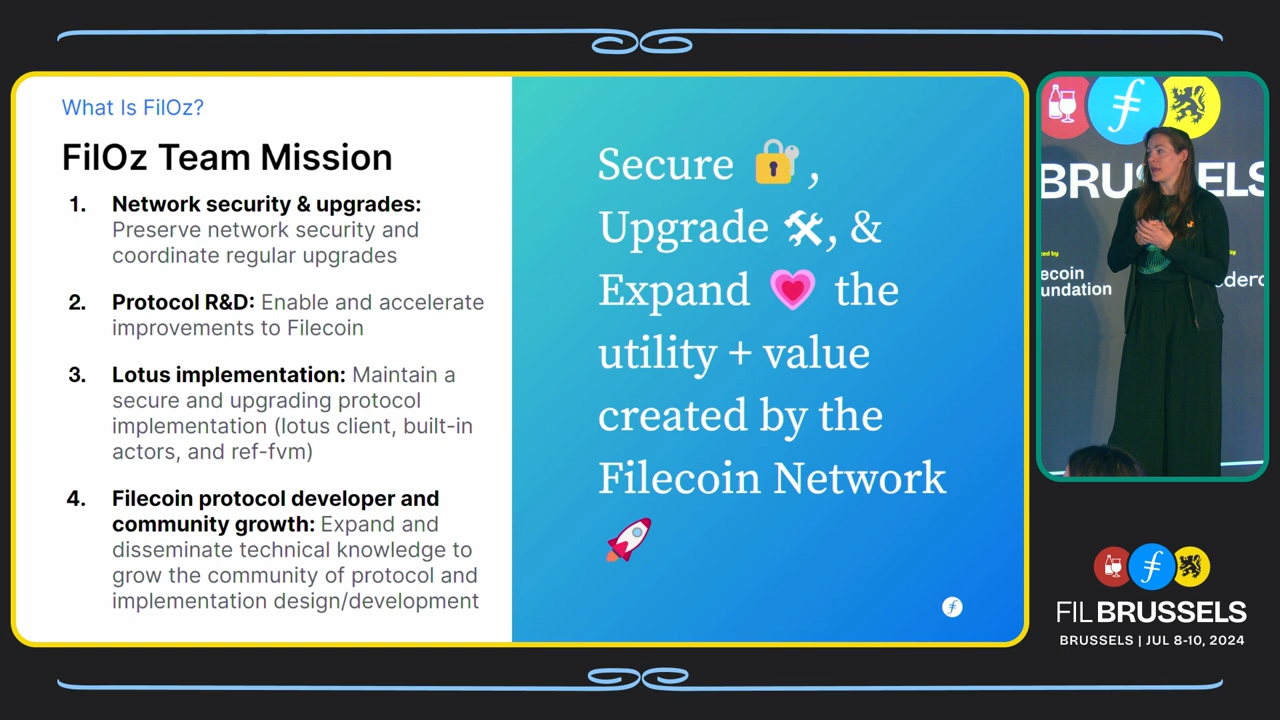 What Is FilOz?
FilOz Team Mission
1. Network security & upgrades:
Preserve network security and
coordinate regular upgrades
2. Protocol R&D: Enable and accelerate
improvements to Filecoin
3. Lotus implementation: Maintain a
secure and upgrading protocol
implementation (lotus client, built-in
actors, and ref-fvm)
4. Filecoin protocol developer and
community growth: Expand and
disseminate technical knowledge to
grow the community of protocol and
implementation design/development
Secure 🔐,
Upgrade 🛠, &
Expand 💗 the
utility + value
created by the
Filecoin Network
🚀
BRUS ELS
ecoin
undation
FIL BRUSSELS
BRUSSELS | JUL 8-10, 2024